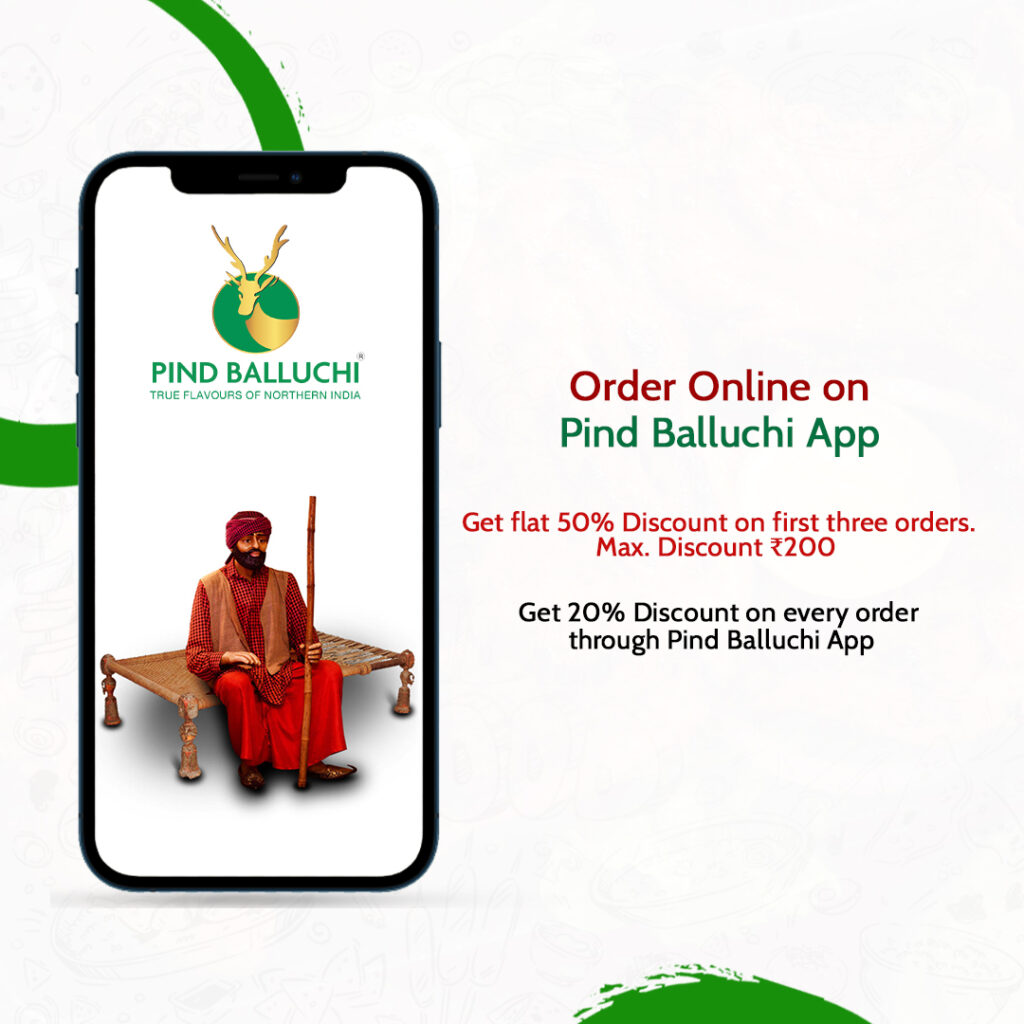 PIND BALLUCHI®
TRUE FLAVOURS OF NORTHERN INDIA
Order Online on
Pind Balluchi App
Get flat 50% Discount on first three orders.
Max. Discount ₹200
Get 20% Discount on every order
through Pind Balluchi App